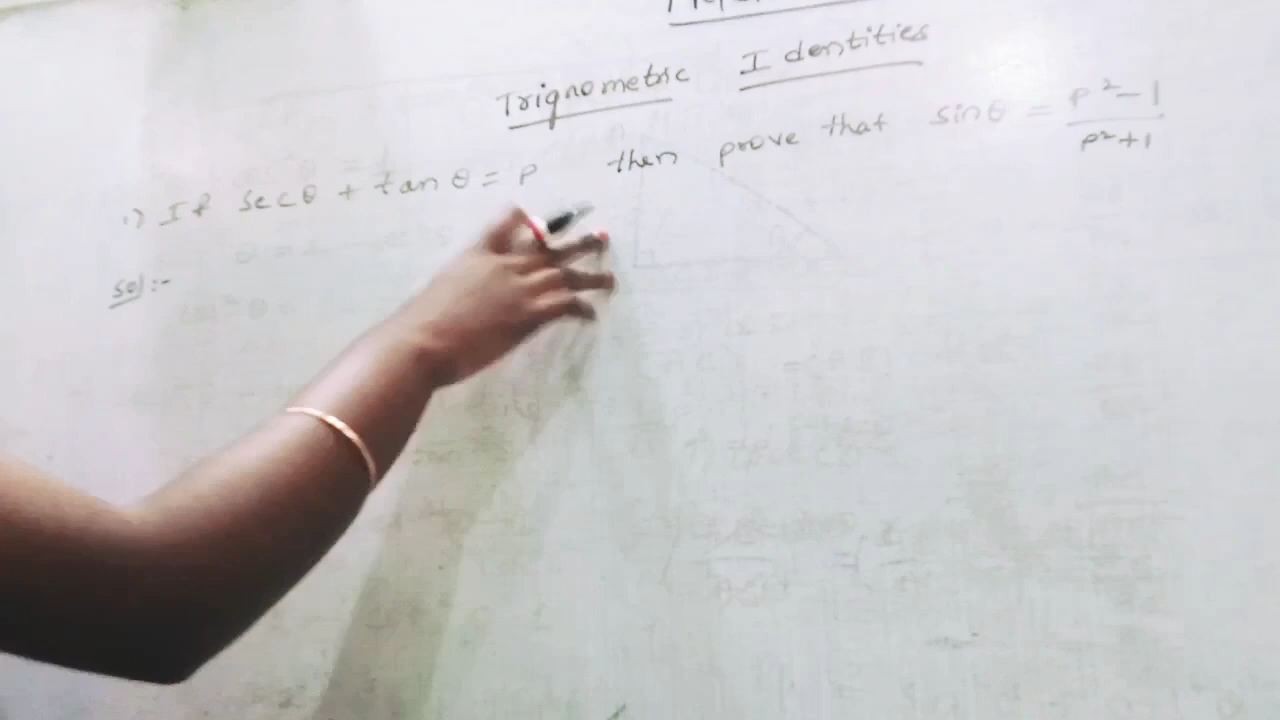 Trignometric Identities
1) If secθ + tanθ = P then prove that sinθ = P²-1/P²+1
Sol:-